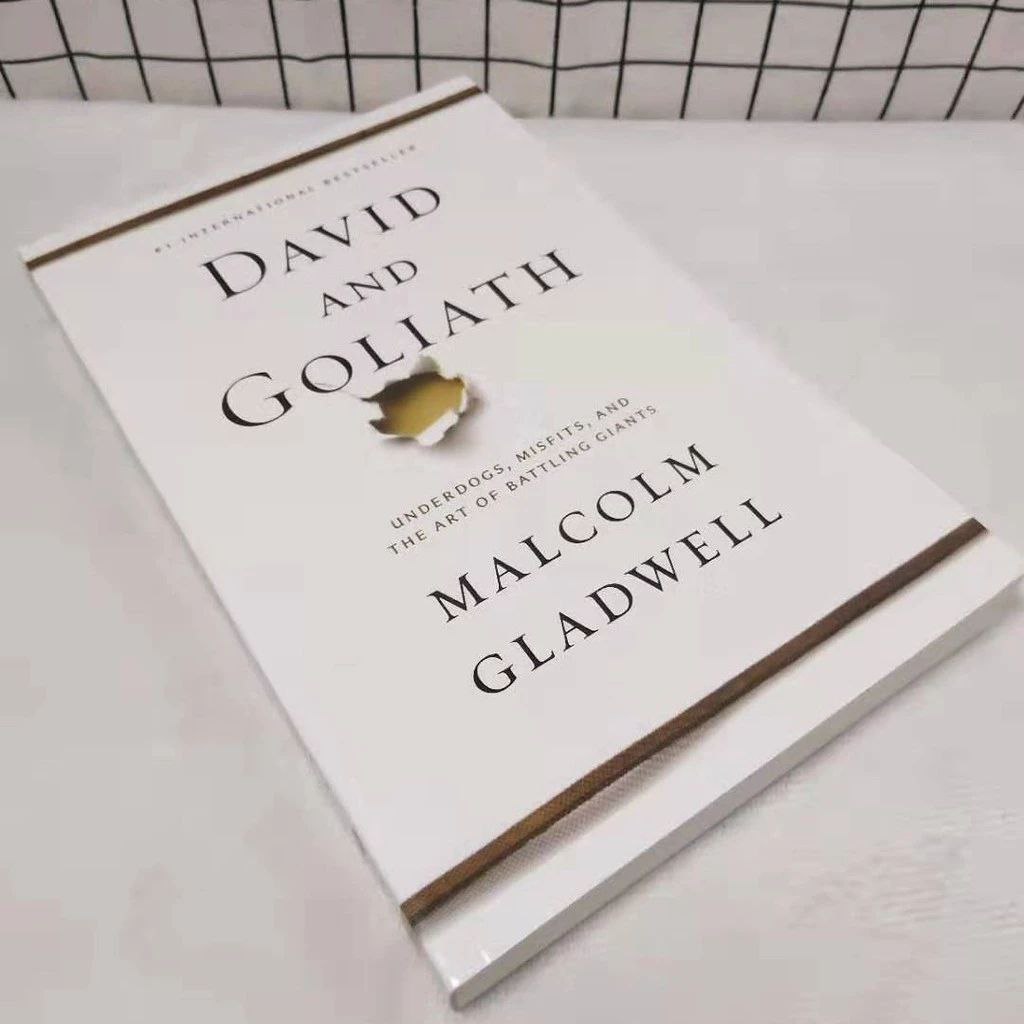 #1 INTERNATIONAL BESTSELLER
DAVID
AND
GOLIATH
UNDERDOGS, MISFITS, AND
THE ART OF BATTLING GIANTS
MALCOLM
GLADWELL